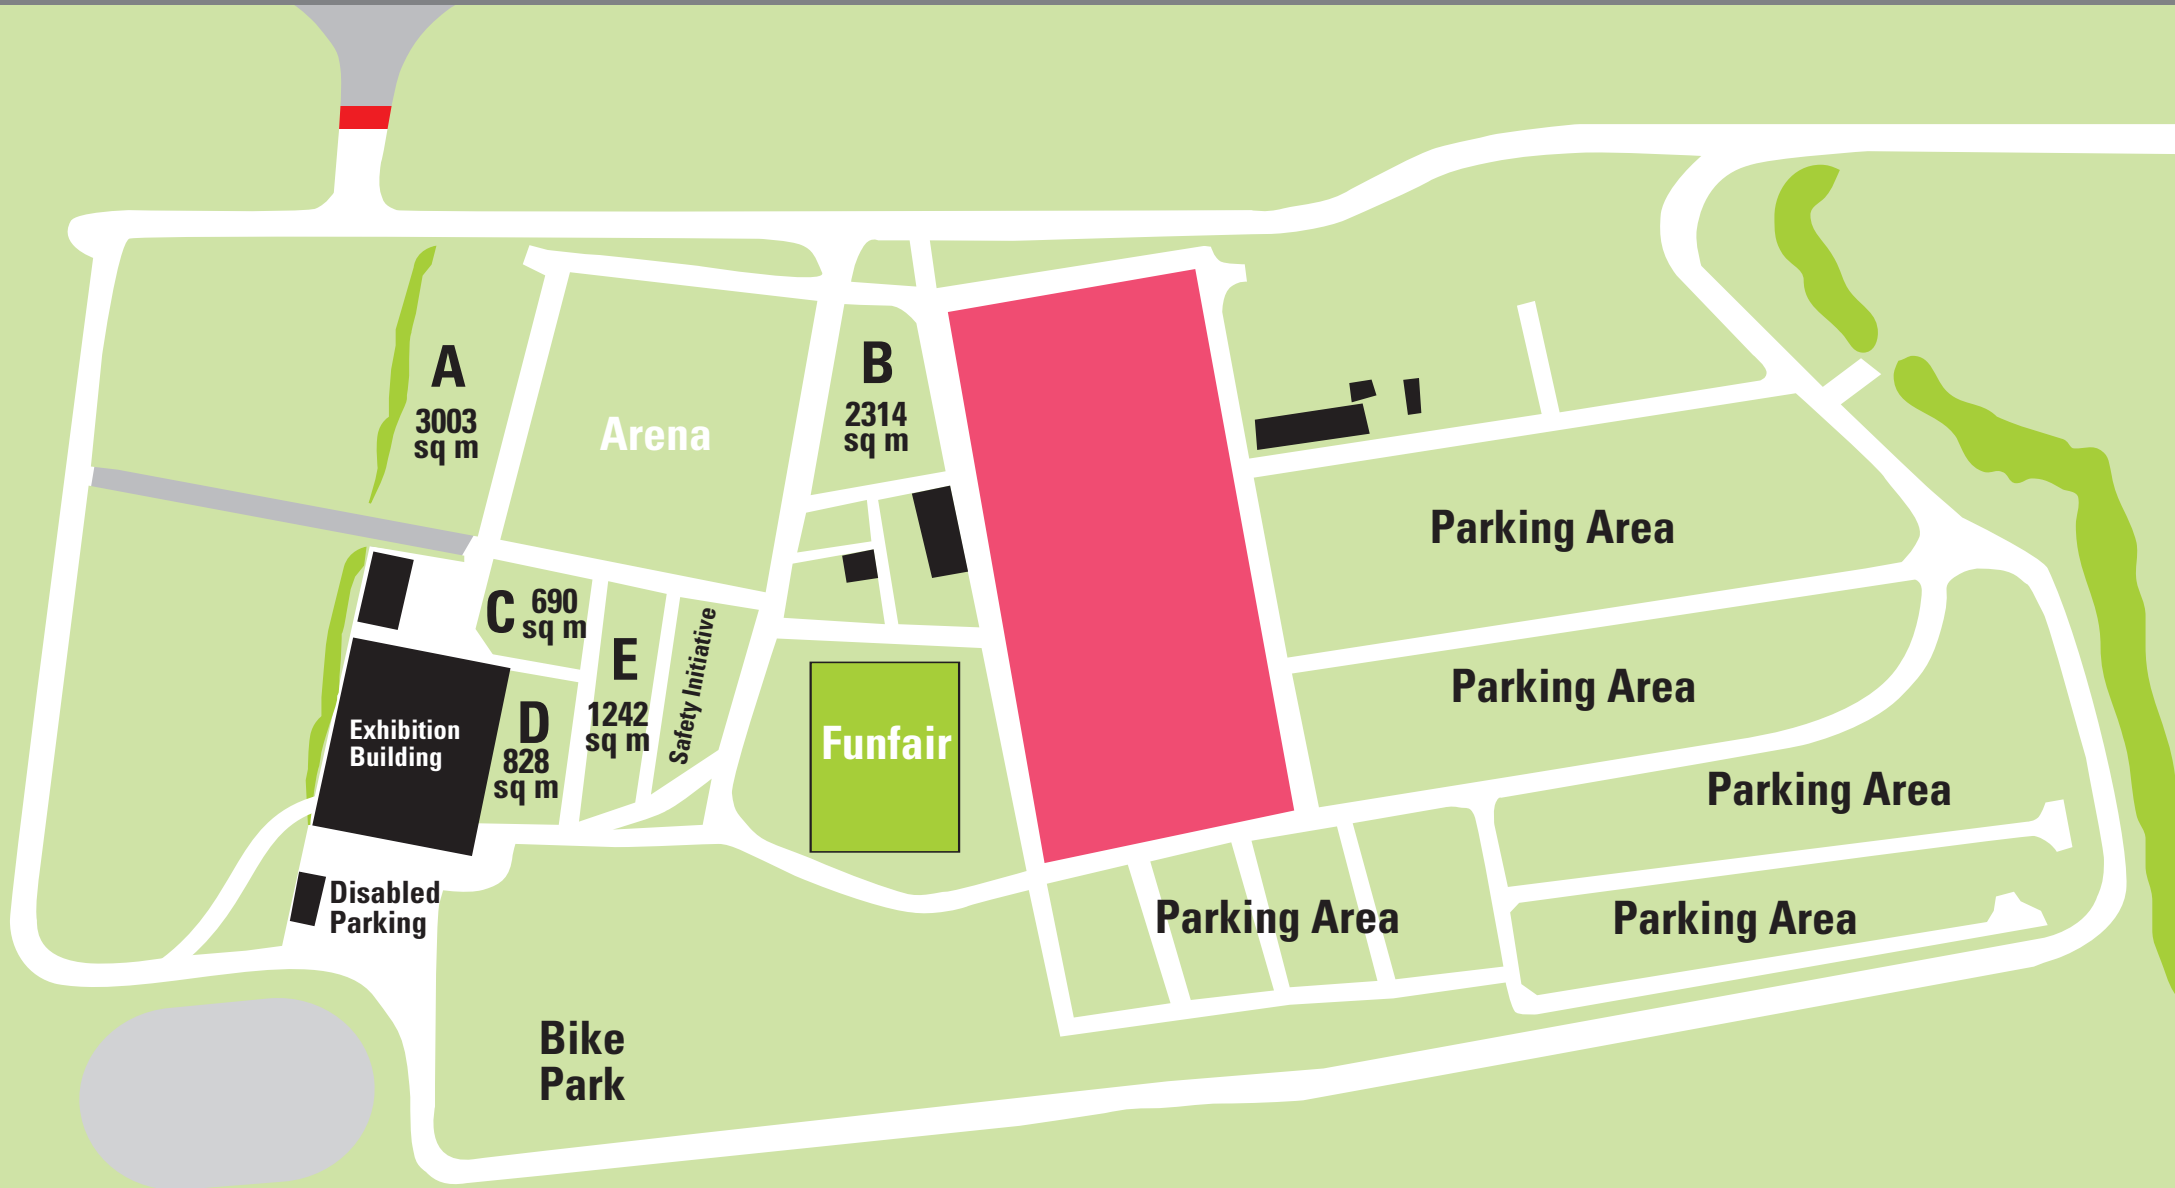 A
3003
sq m
Arena
B
2314
sq m
C
690
sq m
D
828
sq m
E
1242
sq m
Safety Initiative
Exhibition
Building
Disabled
Parking
Funfair
Bike
Park
Parking Area
Parking Area
Parking Area
Parking Area
Parking Area